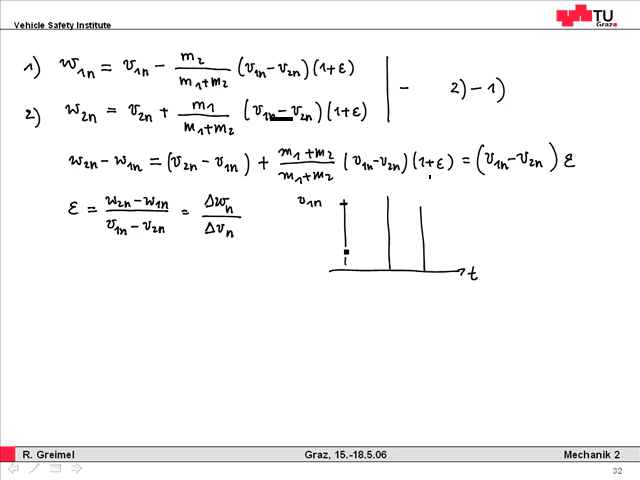 Vehicle Safety Institute
TU
Graz
1) w₁ₙ = v₁ₙ − m₂/(m₁+m₂) (v₁ₙ−v₂ₙ)(1+ε)
− 2)−1)
2) w₂ₙ = v₂ₙ + m₁/(m₁+m₂) (v₁ₙ−v₂ₙ)(1+ε)
w₂ₙ−w₁ₙ = (v₂ₙ−v₁ₙ) + (m₁+m₂)/(m₁+m₂) (v₁ₙ−v₂ₙ)(1+ε) = (v₁ₙ−v₂ₙ) ε
ε = (w₂ₙ−w₁ₙ)/(v₁ₙ−v₂ₙ) = Δwₙ/Δvₙ
v₁ₙ
t
R. Greimel Graz, 15.-18.5.06 Mechanik 2
32